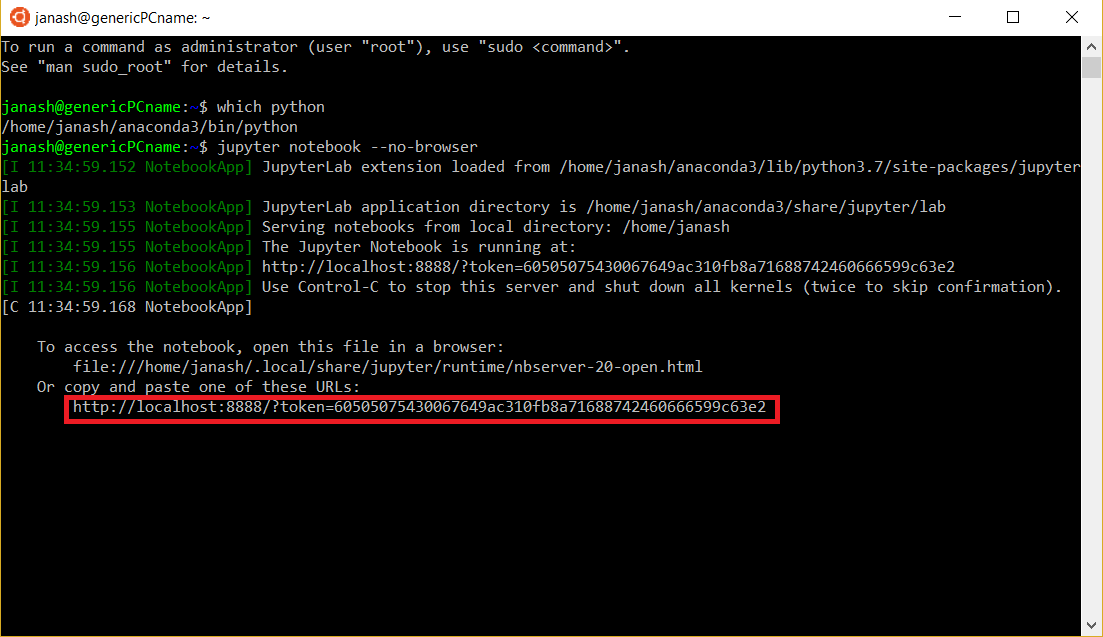 janash@genericPCname: ~
To run a command as administrator (user "root"), use "sudo <command>".
See "man sudo_root" for details.
janash@genericPCname:~$ which python
/home/janash/anaconda3/bin/python
janash@genericPCname:~$ jupyter notebook --no-browser
[I 11:34:59.152 NotebookApp] JupyterLab extension loaded from /home/janash/anaconda3/lib/python3.7/site-packages/jupyter
lab
[I 11:34:59.153 NotebookApp] JupyterLab application directory is /home/janash/anaconda3/share/jupyter/lab
[I 11:34:59.155 NotebookApp] Serving notebooks from local directory: /home/janash
[I 11:34:59.155 NotebookApp] The Jupyter Notebook is running at:
[I 11:34:59.156 NotebookApp] http://localhost:8888/?token=60505075430067649ac310fb8a71688742460666599c63e2
[I 11:34:59.156 NotebookApp] Use Control-C to stop this server and shut down all kernels (twice to skip confirmation).
[C 11:34:59.168 NotebookApp]
To access the notebook, open this file in a browser:
file:///home/janash/.local/share/jupyter/runtime/nbserver-20-open.html
Or copy and paste one of these URLs:
http://localhost:8888/?token=60505075430067649ac310fb8a71688742460666599c63e2